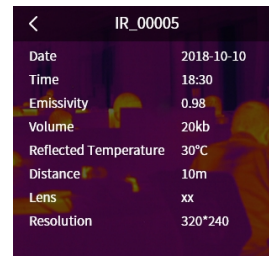 < IR_00005
Date 2018-10-10
Time 18:30
Emissivity 0.98
Volume 20kb
Reflected Temperature 30°C
Distance 10m
Lens xx
Resolution 320*240